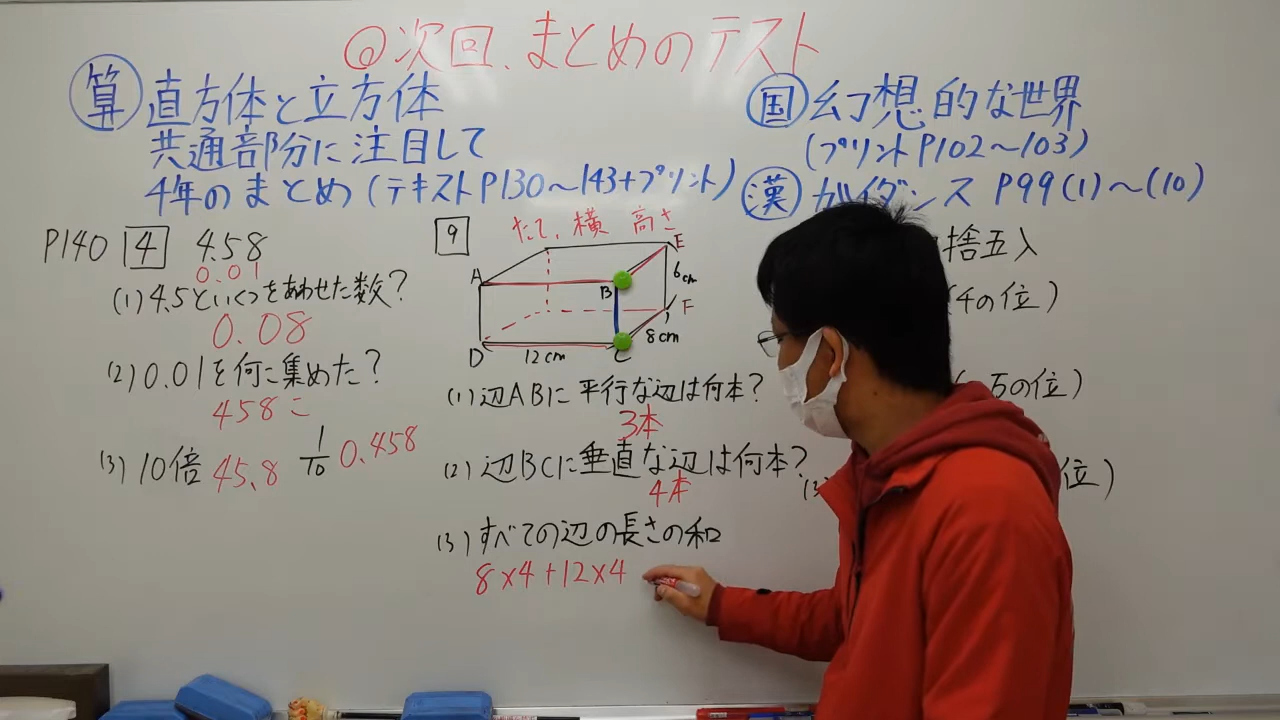 @次回、まとめのテスト
算 直方体と立方体
共通部分に注目して
4年のまとめ(テキストP130〜143+プリント)
国 幻想的な世界
(プリントP102〜103)
漢 ガイダンス P99(1)〜(10)
P140 4 4.58
0.01
(1) 4.5といくつをあわせた数?
0.08
(2) 0.01を何こ集めた?
458こ
(3) 10倍 45.8 1/10 0.458
9 たて、横 高さ
A B E
6cm
F
D 12cm C 8cm
(1) 辺ABに平行な辺は何本?
3本
(2) 辺BCに垂直な辺は何本?
4本
(3) すべての辺の長さの和
8×4+12×4
捨五入
の位)
万の位)
位)